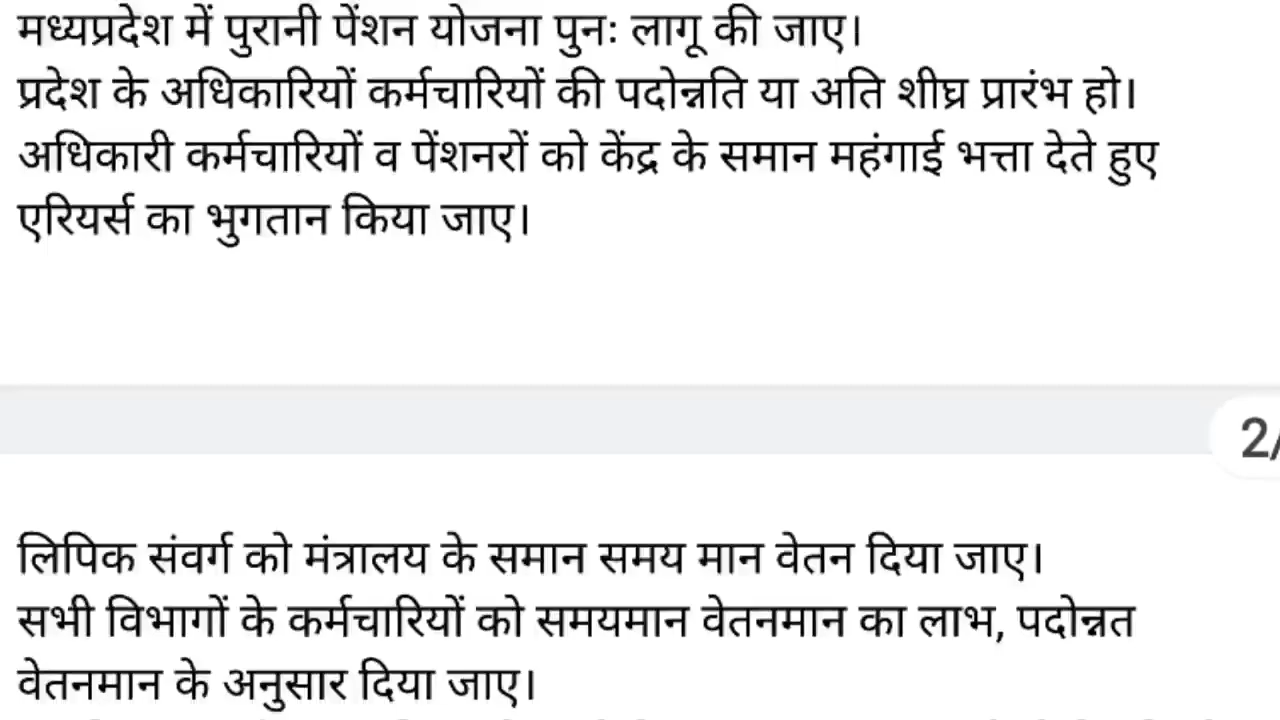 मध्यप्रदेश में पुरानी पेंशन योजना पुनः लागू की जाए।
प्रदेश के अधिकारियों कर्मचारियों की पदोन्नति या अति शीघ्र प्रारंभ हो।
अधिकारी कर्मचारियों व पेंशनरों को केंद्र के समान महंगाई भत्ता देते हुए
एरियर्स का भुगतान किया जाए।
2/
लिपिक संवर्ग को मंत्रालय के समान समय मान वेतन दिया जाए।
सभी विभागों के कर्मचारियों को समयमान वेतनमान का लाभ, पदोन्नत
वेतनमान के अनुसार दिया जाए।